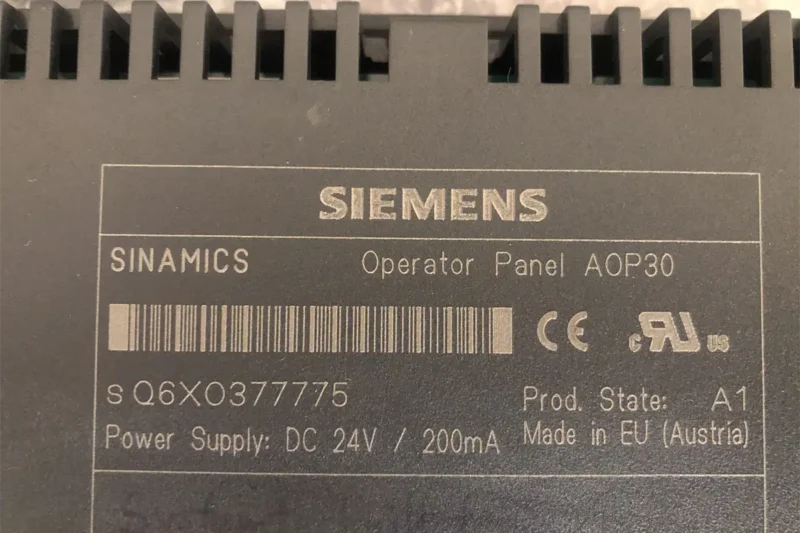 SIEMENS
SINAMICS Operator Panel AOP30
CE c RU US
S Q6X0377775 Prod. State: A1
Power Supply: DC 24V / 200mA Made in EU (Austria)